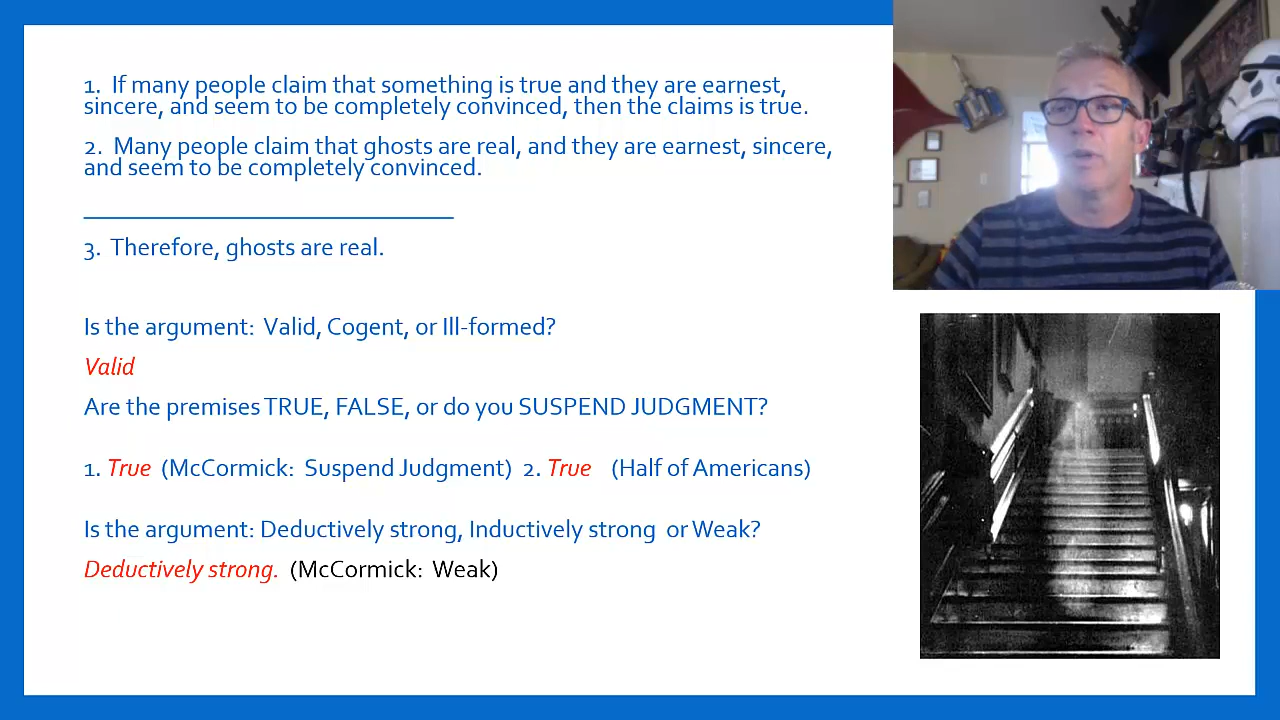 1. If many people claim that something is true and they are earnest,
sincere, and seem to be completely convinced, then the claims is true.
2. Many people claim that ghosts are real, and they are earnest, sincere,
and seem to be completely convinced.
3. Therefore, ghosts are real.
Is the argument: Valid, Cogent, or Ill-formed?
Valid
Are the premises TRUE, FALSE, or do you SUSPEND JUDGMENT?
1. True (McCormick: Suspend Judgment) 2. True (Half of Americans)
Is the argument: Deductively strong, Inductively strong or Weak?
Deductively strong. (McCormick: Weak)